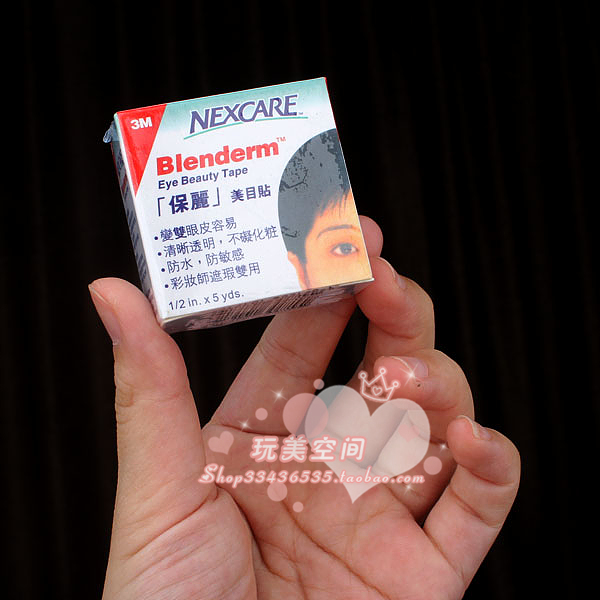 3M
NEXCARE
Blenderm™
Eye Beauty Tape
「保麗」美目貼
•變雙眼皮容易
•清晰透明，不礙化粧
•防水，防敏感
•彩妝師遮瑕雙用
1/2 in. x 5 yds.
玩美空间
Shop33436535.taobao.com